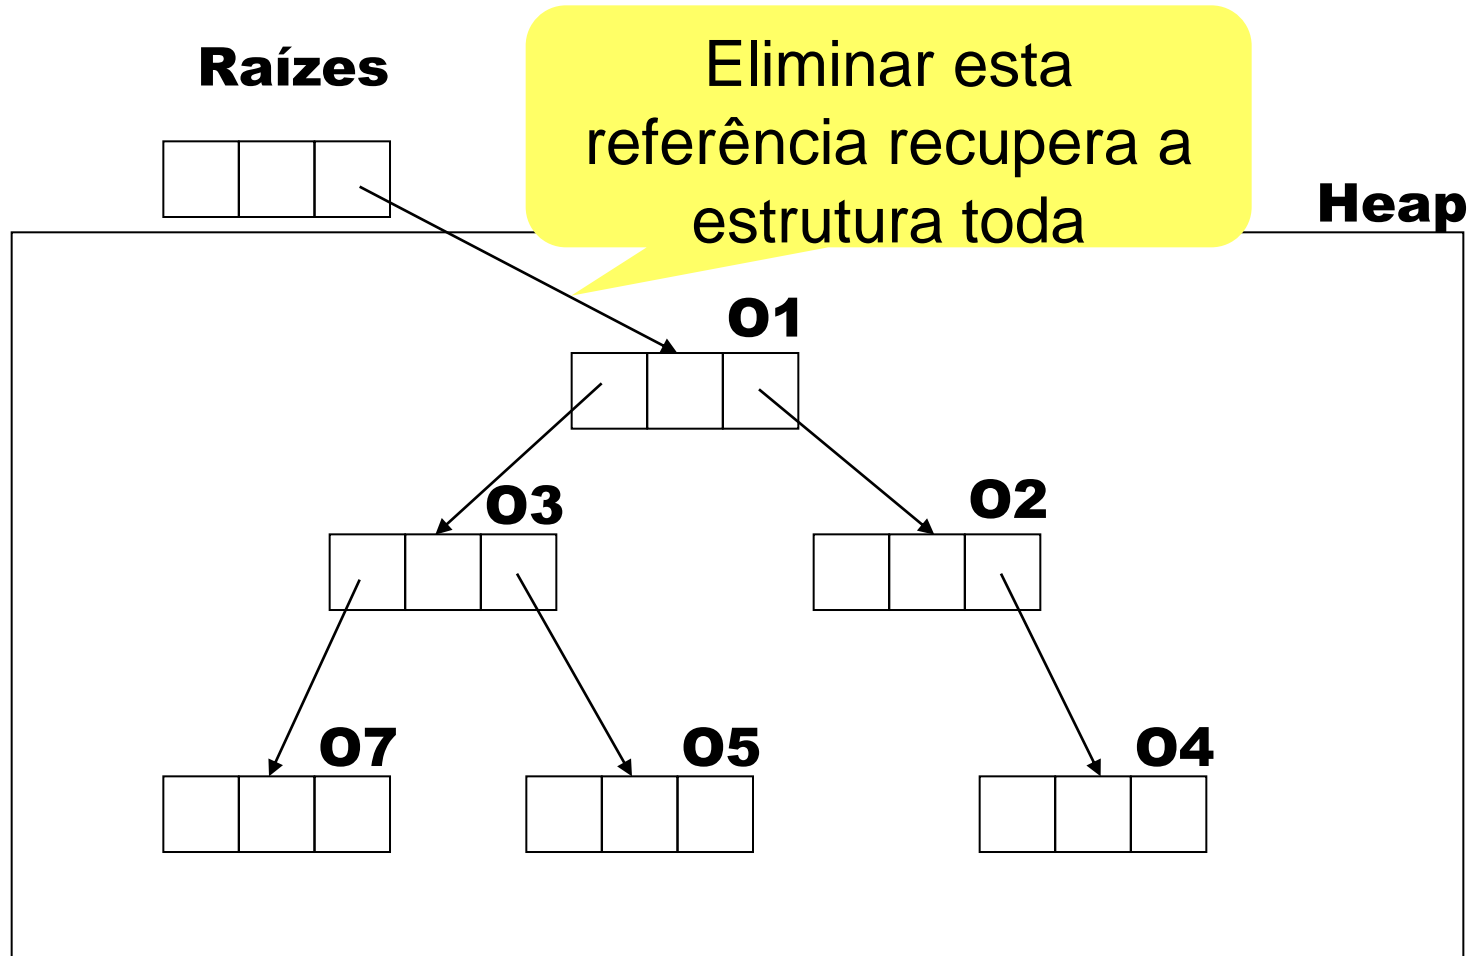 Raízes
Eliminar esta
referência recupera a
estrutura toda
Heap
O1
O3
O2
O7
O5
O4